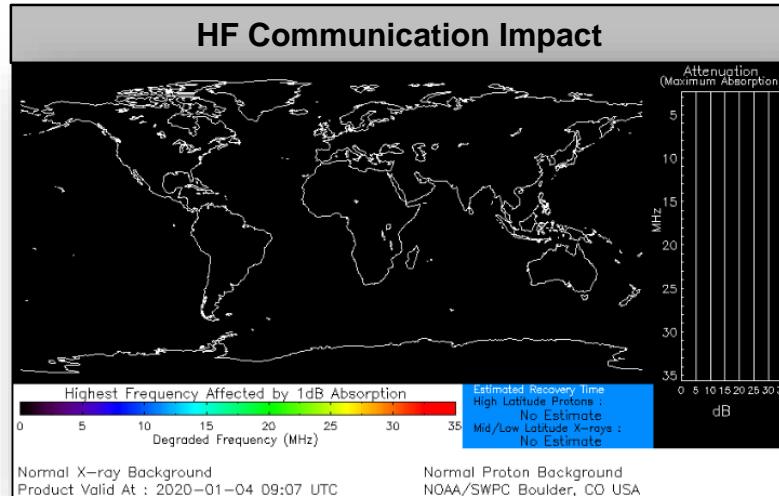 HF Communication Impact
Attenuation
(Maximum Absorption
5
10
15
20
25
30
35
MHz
0 5 10 15 20 25 30
dB
Highest Frequency Affected by 1dB Absorption
0 5 10 15 20 25 30 35
Degraded Frequency (MHz)
Estimated Recovery Time
High Latitude Protons :
No Estimate
Mid/Low Latitude X-rays :
No Estimate
Normal X-ray Background
Normal Proton Background
Product Valid At : 2020-01-04 09:07 UTC
NOAA/SWPC Boulder, CO USA